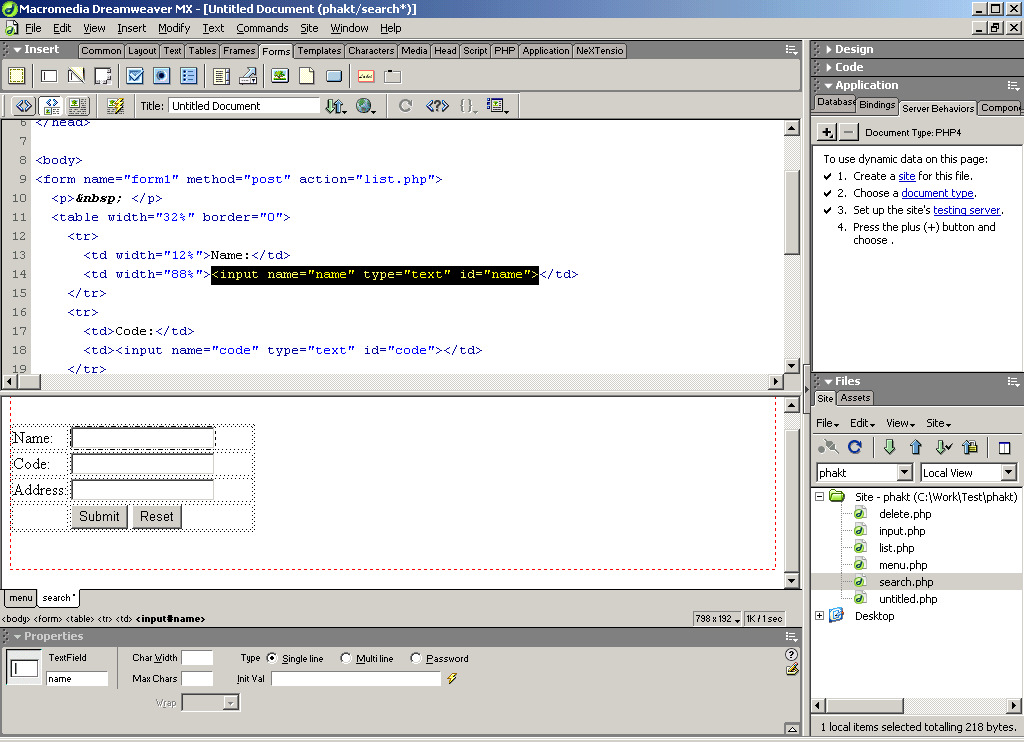 Macromedia Dreamweaver MX - [Untitled Document (phakt/search*)]
File Edit View Insert Modify Text Commands Site Window Help
Insert Common Layout Text Tables Frames Forms Templates Characters Media Head Script PHP Application NeXTensio
Title: Untitled Document
6 </head>
7
8 <body>
9 <form name="form1" method="post" action="list.php">
10 <p>&nbsp; </p>
11 <table width="32%" border="0">
12 <tr>
13 <td width="12%">Name:</td>
14 <td width="88%"><input name="name" type="text" id="name"></td>
15 </tr>
16 <tr>
17 <td>Code:</td>
18 <td><input name="code" type="text" id="code"></td>
19 </tr>
Name:
Code:
Address:
Submit Reset
menu search*
<body> <form> <table> <tr> <td> <input#name>
798 x 192 1K / 1 sec
Properties
TextField
name
Char Width
Type Single line Multi line Password
Max Chars
Init Val
Wrap
Design
Code
Application
Databas Bindings Server Behaviors Compon
Document Type: PHP4
To use dynamic data on this page:
1. Create a site for this file.
2. Choose a document type.
3. Set up the site's testing server.
4. Press the plus (+) button and
choose .
Files
Site Assets
File Edit View Site
phakt Local View
Site - phakt (C:\Work\Test\phakt)
delete.php
input.php
list.php
menu.php
search.php
untitled.php
Desktop
1 local items selected totalling 218 bytes.